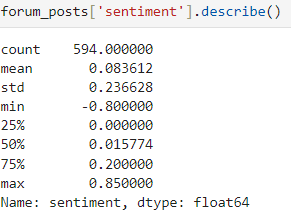 forum_posts['sentiment'].describe()
count 594.000000
mean 0.083612
std 0.236628
min -0.800000
25% 0.000000
50% 0.015774
75% 0.200000
max 0.850000
Name: sentiment, dtype: float64